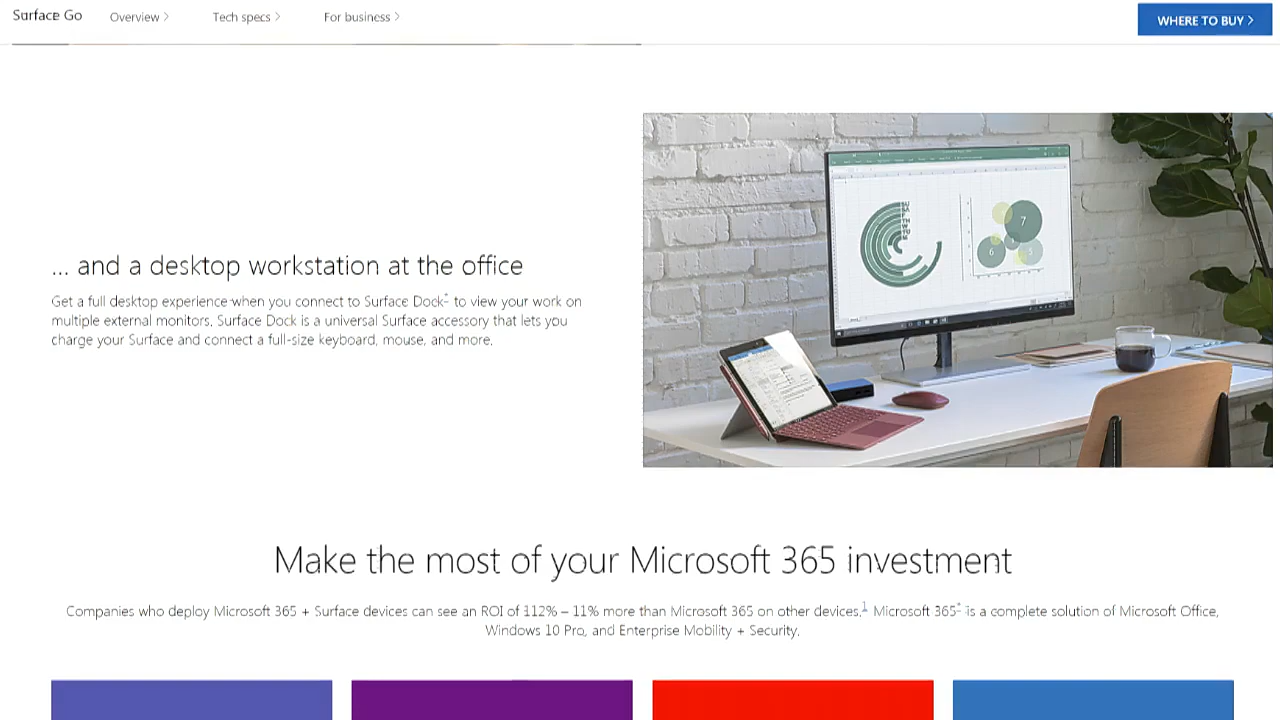 Surface Go
Overview
Tech specs
For business
WHERE TO BUY
... and a desktop workstation at the office
Get a full desktop experience when you connect to Surface Dock* to view your work on
multiple external monitors. Surface Dock is a universal Surface accessory that lets you
charge your Surface and connect a full-size keyboard, mouse, and more.
7
6
5
Make the most of your Microsoft 365 investment
Companies who deploy Microsoft 365 + Surface devices can see an ROI of 112% – 11% more than Microsoft 365 on other devices.1 Microsoft 365* is a complete solution of Microsoft Office,
Windows 10 Pro, and Enterprise Mobility + Security.